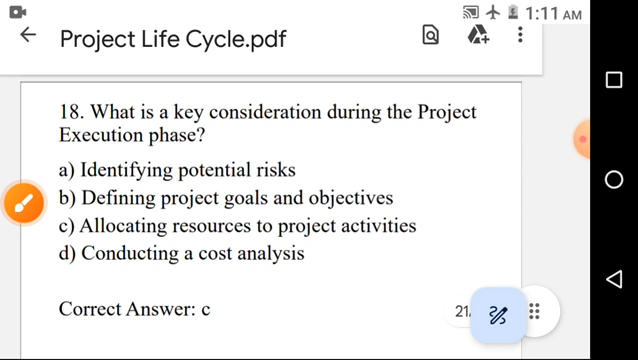 1:11 AM
Project Life Cycle.pdf
18. What is a key consideration during the Project
Execution phase?
a) Identifying potential risks
b) Defining project goals and objectives
c) Allocating resources to project activities
d) Conducting a cost analysis
Correct Answer: c
21